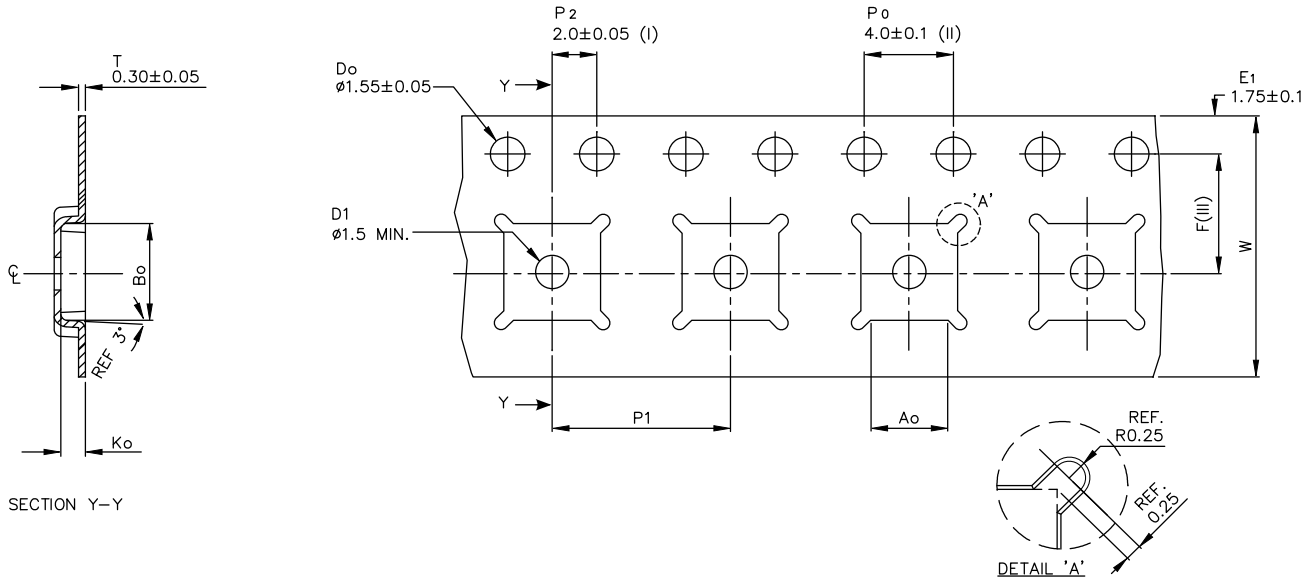 P2
2.0±0.05 (I)
Po
4.0±0.1 (II)
T
0.30±0.05
Do
ø1.55±0.05
Y
E1
1.75±0.1
D1
ø1.5 MIN.
'A'
F(III)
W
℄
Bo
REF 3°
Y
P1
Ao
Ko
REF.
R0.25
REF.
0.25
SECTION Y-Y
DETAIL 'A'